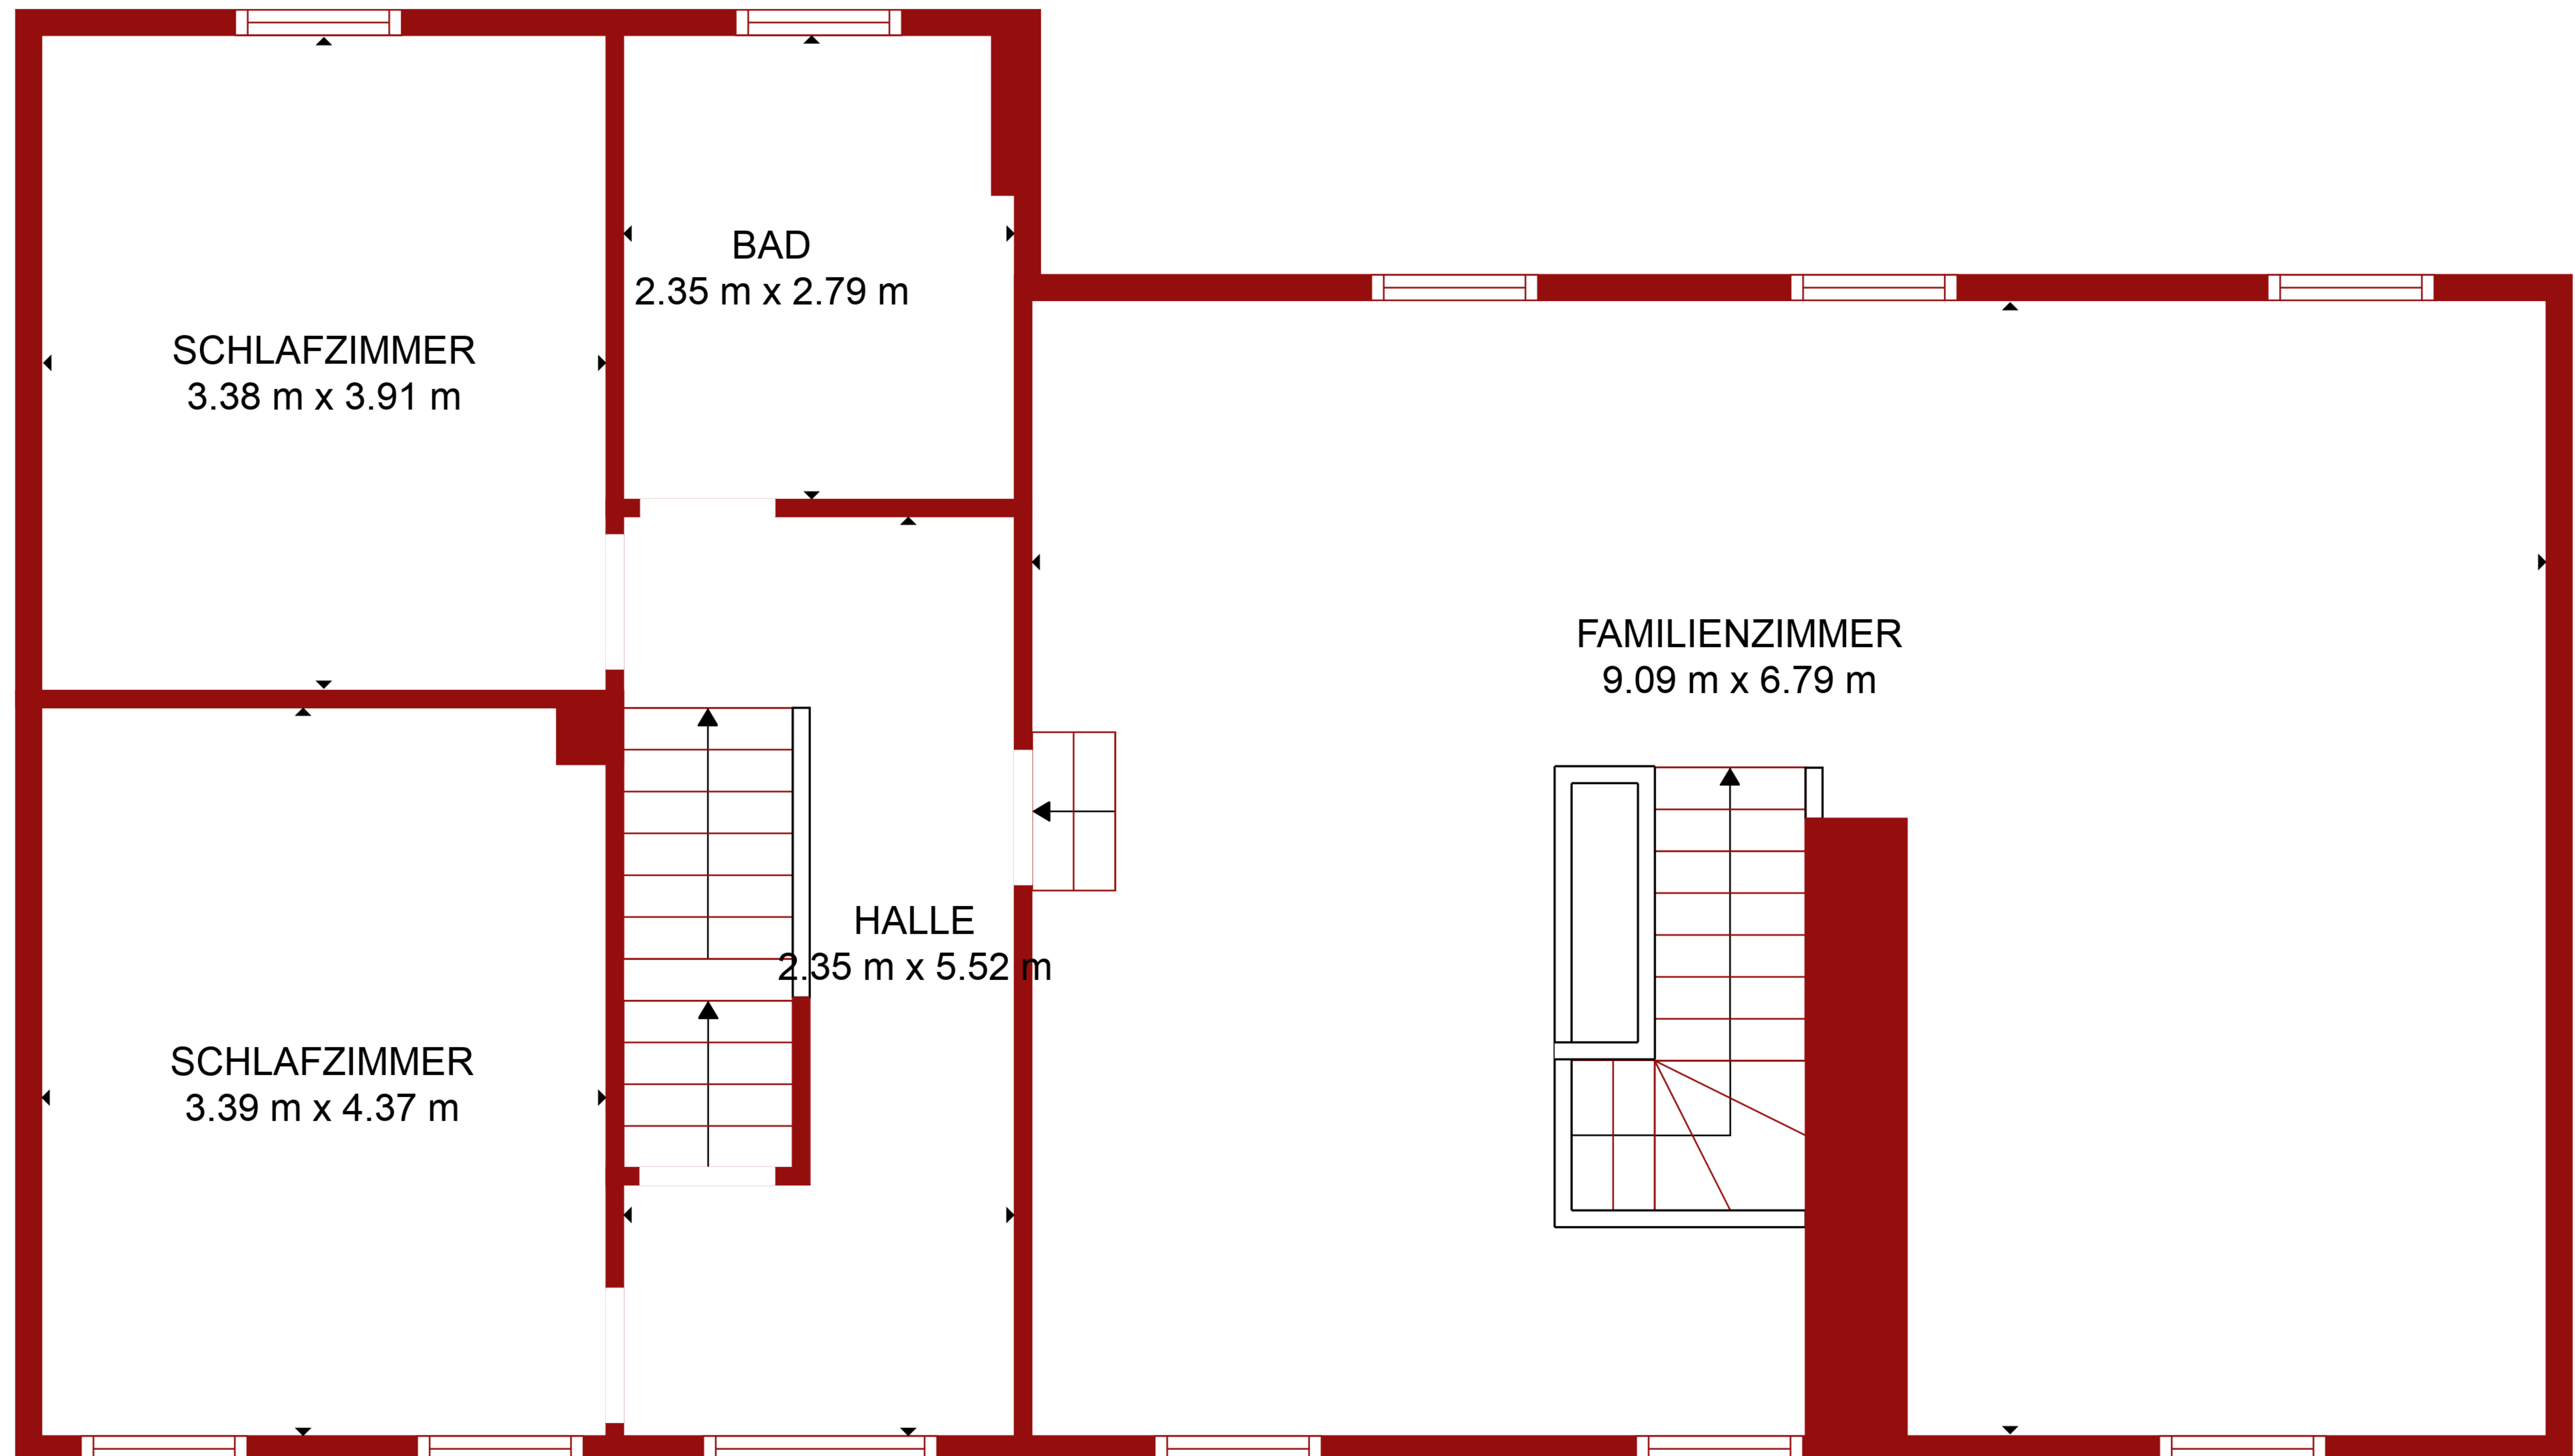 BAD
2.35 m x 2.79 m
SCHLAFZIMMER
3.38 m x 3.91 m
FAMILIENZIMMER
9.09 m x 6.79 m
HALLE
2.35 m x 5.52 m
SCHLAFZIMMER
3.39 m x 4.37 m